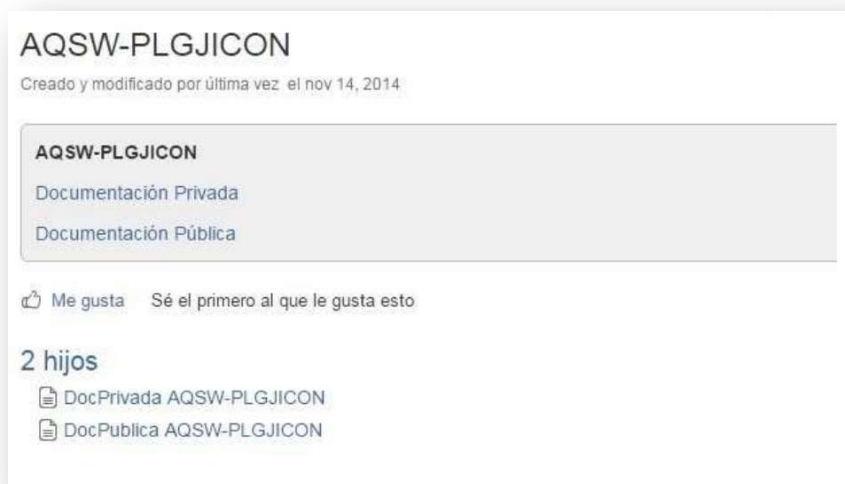 AQSW-PLGJICON
Creado y modificado por última vez el nov 14, 2014
AQSW-PLGJICON
Documentación Privada
Documentación Pública
Me gusta Sé el primero al que le gusta esto
2 hijos
DocPrivada AQSW-PLGJICON
DocPublica AQSW-PLGJICON